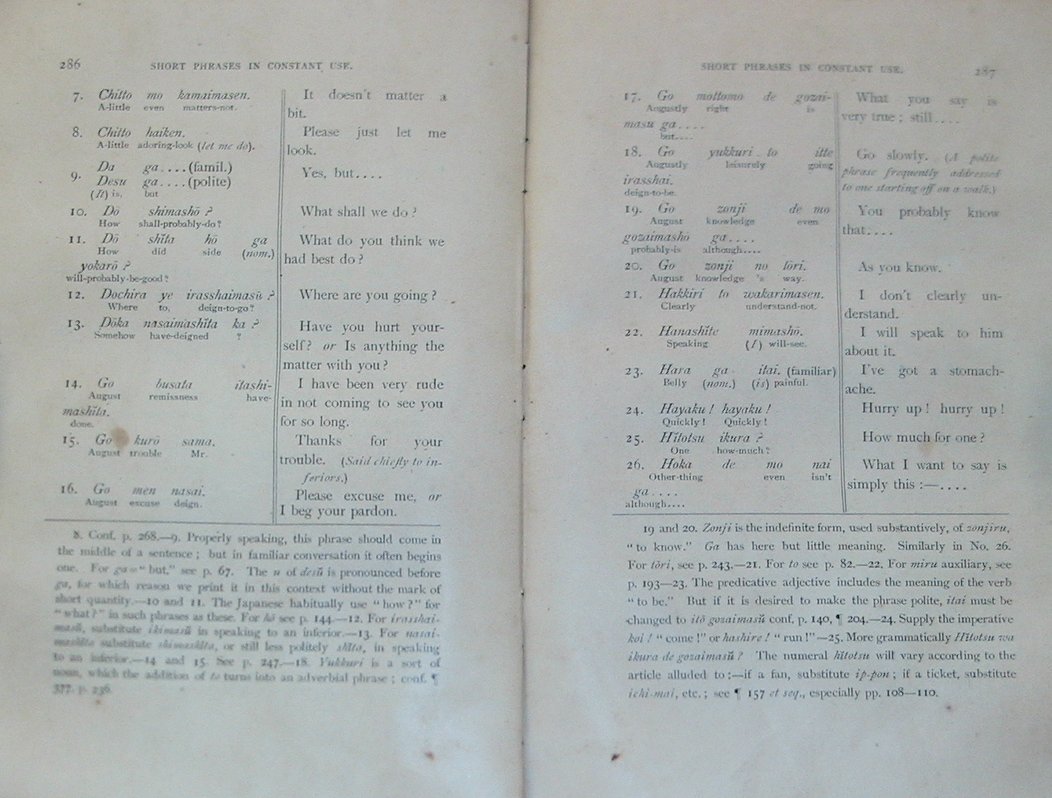 286 SHORT PHRASES IN CONSTANT USE.
7. Chitto mo kamaimasen.
A-little even matters-not.
It doesn't matter a
bit.
8. Chitto haiken.
A-little adoring-look (let me do).
Please just let me
look.
9. Da ga....(famil.)
Desu ga....(polite)
(It) is, but
Yes, but....
10. Dō shimashō ?
How shall-probably-do ?
What shall we do ?
11. Dō shĭta hō ga
How did side (nom.)
yokarō ?
will-probably-be-good ?
What do you think we
had best do ?
12. Dochira ye irasshaimasŭ ?
Where to, deign-to-go ?
Where are you going ?
13. Dōka nasaimashĭta ka ?
Somehow have-deigned ?
Have you hurt your-
self ? or Is anything the
matter with you ?
14. Go busata itashi-
August remissness have-
mashĭta.
done.
I have been very rude
in not coming to see you
for so long.
15. Go kurō sama.
August trouble Mr.
Thanks for your
trouble. (Said chiefly to in-
feriors.)
16. Go men nasai.
August excuse deign.
Please excuse me, or
I beg your pardon.
8. Conf. p. 268.—9. Properly speaking, this phrase should come in
the middle of a sentence ; but in familiar conversation it often begins
one. For ga = "but," see p. 67. The u of desŭ is pronounced before
ga, for which reason we print it in this context without the mark of
short quantity.—10 and 11. The Japanese habitually use "how ?" for
"what ?" in such phrases as these. For hō see p. 144.—12. For irasshai-
masŭ, substitute ikimasŭ in speaking to an inferior.—13. For nasai-
mashĭta substitute shimashĭta, or still less politely shĭta, in speaking
to an inferior.—14 and 15. See p. 247.—18. Yukkuri is a sort of
noun, which the addition of to turns into an adverbial phrase ; conf. ¶
377, p. 236.
SHORT PHRASES IN CONSTANT USE. 287
17. Go mottomo de gozai-
Augustly right is
masu ga....
but....
What you say is
very true ; still....
18. Go yukkuri to itte
Augustly leisurely going
irasshai.
deign-to-be.
Go slowly. (A polite
phrase frequently addressed
to one starting off on a walk.)
19. Go zonji de mo
August knowledge even
gozaimashō ga....
probably-is although....
You probably know
that....
20. Go zonji no tōri.
August knowledge 's way.
As you know.
21. Hakkiri to wakarimasen.
Clearly understand-not.
I don't clearly un-
derstand.
22. Hanashĭte mimashō.
Speaking (I) will-see.
I will speak to him
about it.
23. Hara ga itai. (familiar)
Belly (nom.) (is) painful.
I've got a stomach-
ache.
24. Hayaku ! hayaku !
Quickly ! Quickly !
Hurry up ! hurry up !
25. Hĭtotsu ikura ?
One how-much ?
How much for one ?
26. Hoka de mo nai
Other-thing even isn't
ga....
although....
What I want to say is
simply this :—....
19 and 20. Zonji is the indefinite form, used substantively, of zonjiru,
"to know." Ga has here but little meaning. Similarly in No. 26.
For tōri, see p. 243.—21. For to see p. 82.—22. For miru auxiliary, see
p. 193—23. The predicative adjective includes the meaning of the verb
"to be." But if it is desired to make the phrase polite, itai must be
changed to itō gozaimasŭ conf. p. 140, ¶ 204.—24. Supply the imperative
koi ! "come !" or hashire ! "run !"—25. More grammatically Hĭtotsu wa
ikura de gozaimasŭ ? The numeral hĭtotsu will vary according to the
article alluded to :—if a fan, substitute ip-pon ; if a ticket, substitute
ichi-mai, etc. ; see ¶ 157 et seq., especially pp. 108—110.